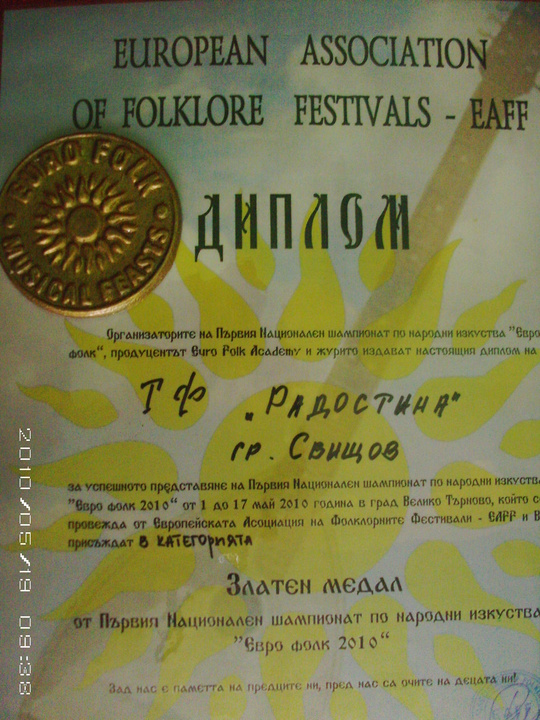 EUROPEAN ASSOCIATION
OF FOLKLORE FESTIVALS - EAFF
EURO FOLK
MUSICAL FEASTS
ДИПЛОМ
Организаторите на Първия Национален шампионат по народни изкуства "Евро
фолк", продуцентът Euro Folk Academy и журито издават настоящия диплом на
ТФ "РАДОСТИНА"
гр. СВИЩОВ
за успешното представяне на Първия Национален шампионат по народни изкуства
"Евро фолк 2010" от 1 до 17 май 2010 година в град Велико Търново, който се
провежда от Европейската Асоциация на Фолклорните Фестивали - EAFF и
присъждат В КАТЕГОРИЯТА
Златен медал
от Първия Национален шампионат по народни изкуства
"Евро фолк 2010"
Зад нас е паметта на предците ни, пред нас са очите на децата ни!
2010/05/19 09:38